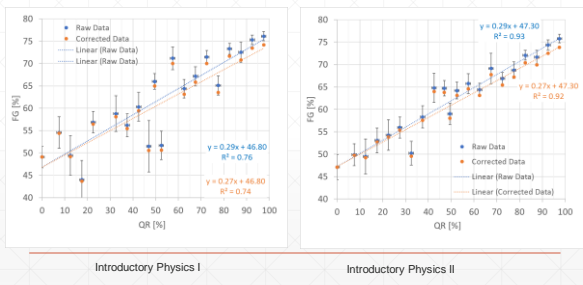 80
75
70
65
60
55
50
45
40
FG [%]
0 10 20 30 40 50 60 70 80 90 100
QR [%]
Raw Data
Corrected Data
Linear (Raw Data)
Linear (Corrected Data)
y = 0.29x + 46.80
R² = 0.76
y = 0.27x + 46.80
R² = 0.74
Introductory Physics I
80
75
70
65
60
55
50
45
40
FG [%]
0 10 20 30 40 50 60 70 80 90 100
QR [%]
y = 0.29x + 47.30
R² = 0.93
y = 0.27x + 47.30
R² = 0.92
Raw Data
Corrected Data
Linear (Raw Data)
Linear (Corrected Data)
Introductory Physics II